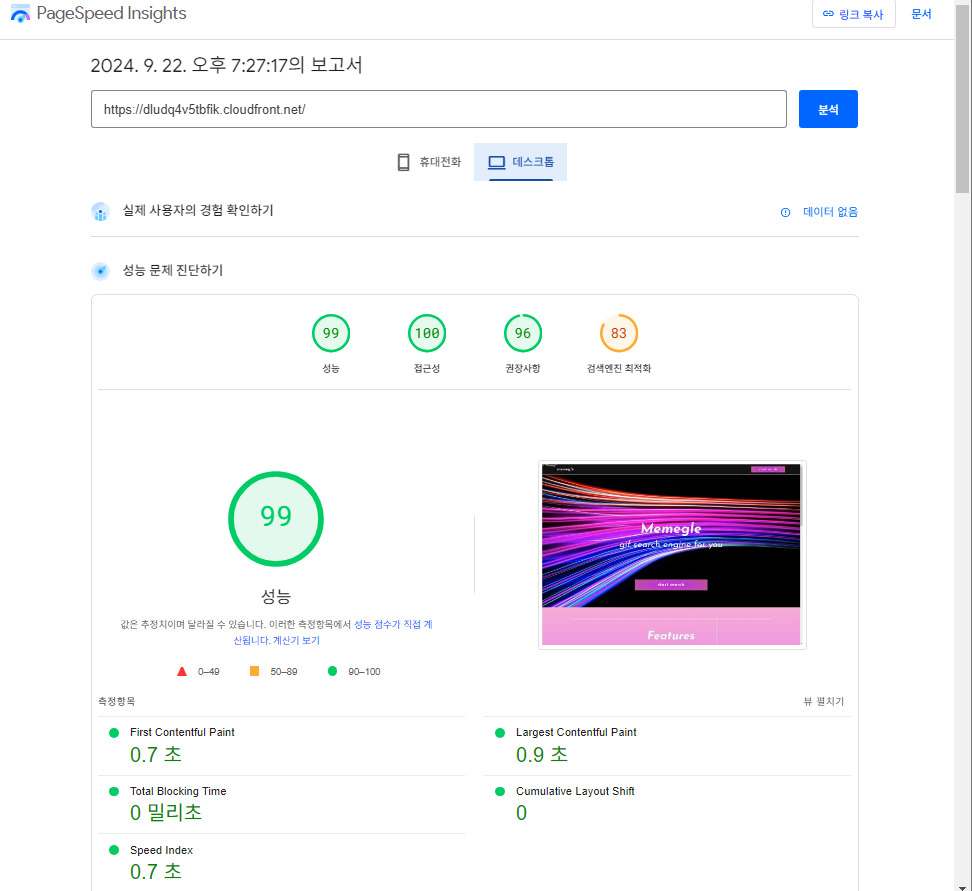 PageSpeed Insights
링크 복사
문서
2024. 9. 22. 오후 7:27:17의 보고서
https://dludq4v5tbfik.cloudfront.net/
분석
휴대전화
데스크톱
실제 사용자의 경험 확인하기
데이터 없음
성능 문제 진단하기
99
100
96
83
성능
접근성
권장사항
검색엔진 최적화
99
성능
값은 추정치이며 달라질 수 있습니다. 이러한 측정항목에서 성능 점수가 직접 계
산됩니다. 계산기 보기
0–49
50–89
90–100
Memegle
gif search engine for you
start search
Features
측정항목
뷰 펼치기
First Contentful Paint
0.7 초
Largest Contentful Paint
0.9 초
Total Blocking Time
0 밀리초
Cumulative Layout Shift
0
Speed Index
0.7 초